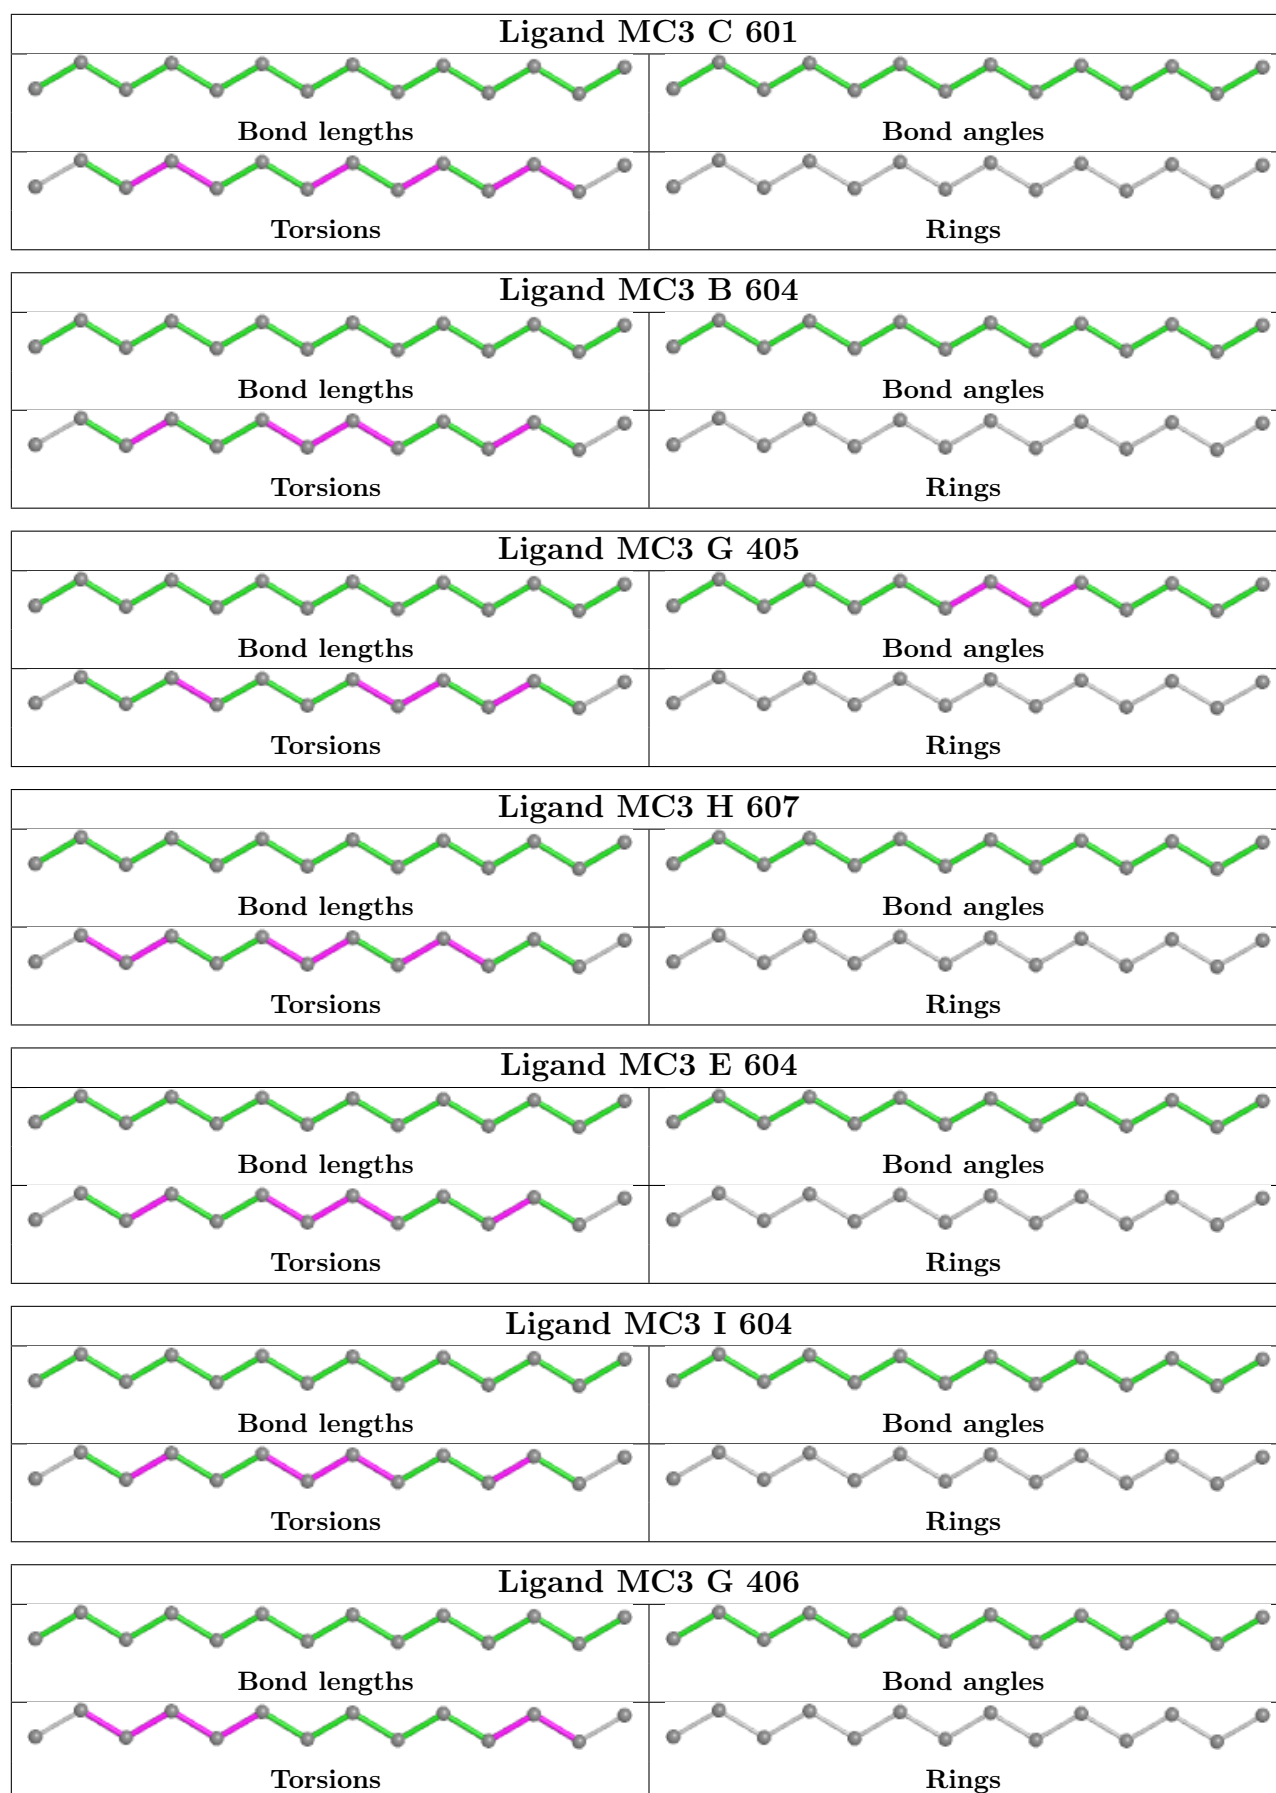 Ligand MC3 C 601
Bond lengths Bond angles
Torsions Rings
Ligand MC3 B 604
Bond lengths Bond angles
Torsions Rings
Ligand MC3 G 405
Bond lengths Bond angles
Torsions Rings
Ligand MC3 H 607
Bond lengths Bond angles
Torsions Rings
Ligand MC3 E 604
Bond lengths Bond angles
Torsions Rings
Ligand MC3 I 604
Bond lengths Bond angles
Torsions Rings
Ligand MC3 G 406
Bond lengths Bond angles
Torsions Rings